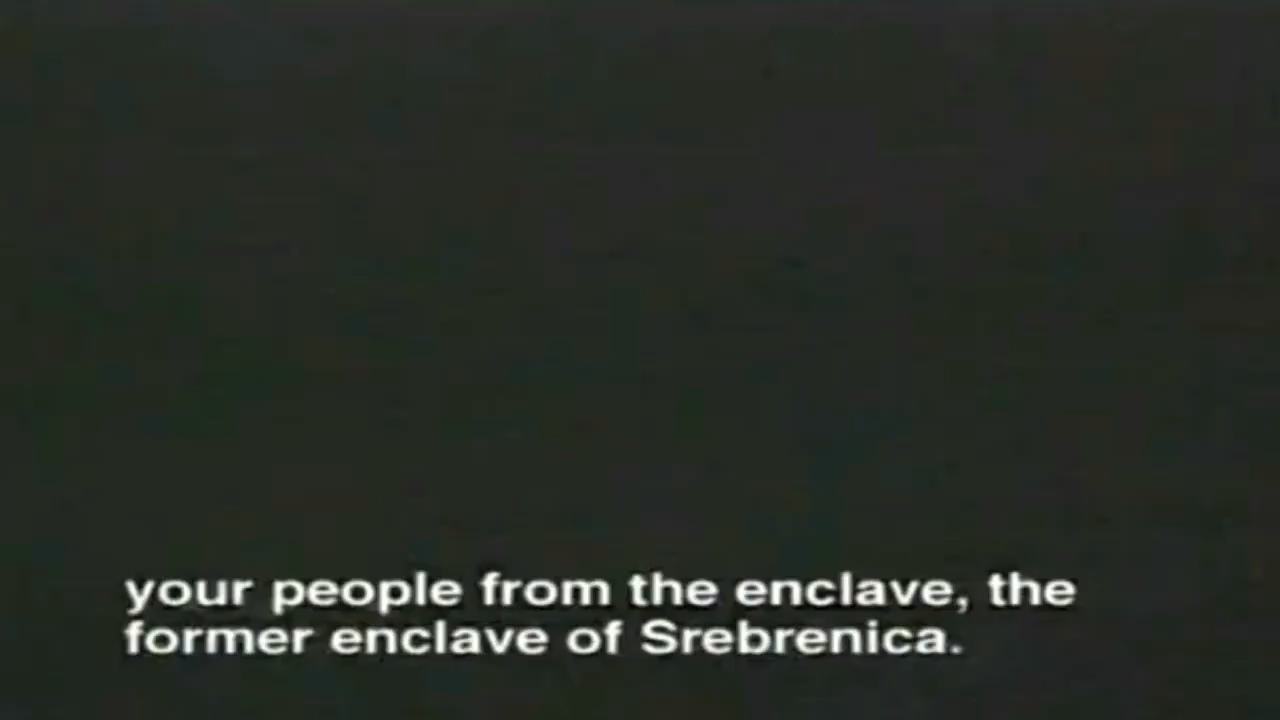 your people from the enclave, the
former enclave of Srebrenica.